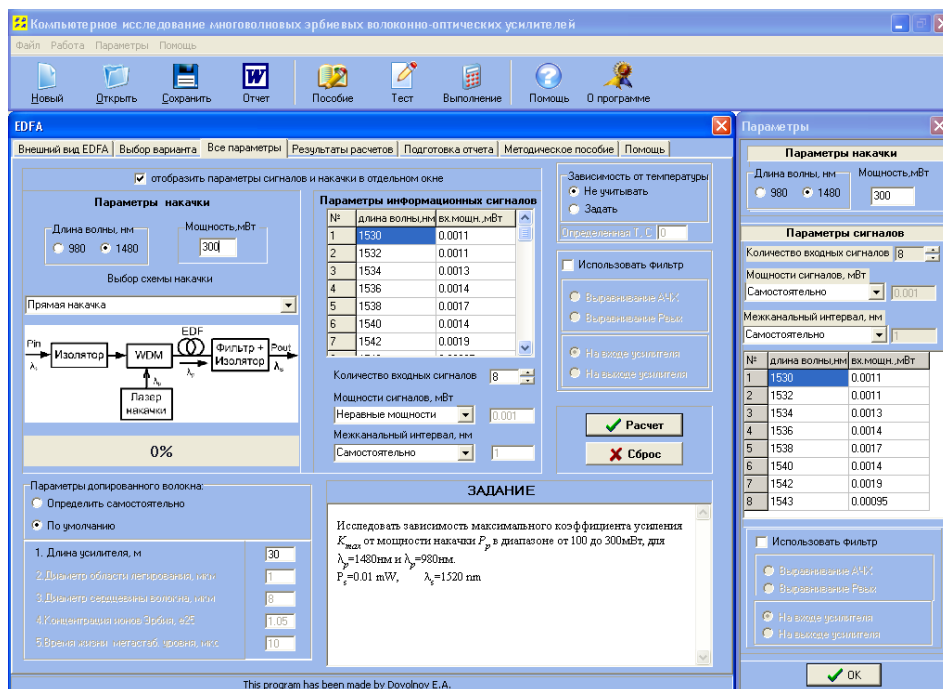 Компьютерное исследование многоволновых эрбиевых волоконно-оптических усилителей
Файл Работа Параметры Помощь
Новый Открыть Сохранить Отчет Пособие Тест Выполнение Помощь О программе
EDFA
Внешний вид EDFA Выбор варианта Все параметры Результаты расчетов Подготовка отчета Методическое пособие Помощь
отобразить параметры сигналов и накачки в отдельном окне
Параметры накачки
Длина волны, нм
980 1480
Мощность,мВт
300
Выбор схемы накачки
Прямая накачка
Pin
λs
Изолятор
WDM
EDF
λp
λs
Фильтр +
Изолятор
Pout
λs
Лазер
накачки
0%
Параметры информационных сигналов
№ длина волны,нм вх.мощн.,мВт
1 1530 0.0011
2 1532 0.0011
3 1534 0.0013
4 1536 0.0014
5 1538 0.0017
6 1540 0.0014
7 1542 0.0019
Количество входных сигналов 8
Мощности сигналов, мВт
Неравные мощности 0.001
Межканальный интервал, нм
Самостоятельно 1
Зависимость от температуры
Не учитывать
Задать
Определенная Т, С 0
Использовать фильтр
Выравнивание АЧХ
Выравнивание Рвых
На входе усилителя
На выходе усилителя
Расчет
Сброс
Параметры допированного волокна:
Определить самостоятельно
По умолчанию
1. Длина усилителя, м 30
2.Диаметр области легирования, мкм 1
3.Диаметр сердцевины волокна, мкм 8
4.Концентрация ионов Эрбия, е25 1.05
5.Время жизни метастаб. уровня, мкс 10
ЗАДАНИЕ
Исследовать зависимость максимального коэффициента усиления
Kmax от мощности накачки Pp в диапазоне от 100 до 300мВт, для
λp=1480нм и λp=980нм.
Ps=0.01 mW, λs=1520 nm
This program has been made by Dovolnov E.A.
Параметры
Параметры накачки
Длина волны, нм
980 1480
Мощность,мВт
300
Параметры сигналов
Количество входных сигналов 8
Мощности сигналов, мВт
Самостоятельно 0.001
Межканальный интервал, нм
Самостоятельно 1
№ длина волны,нм вх.мощн.,мВт
1 1530 0.0011
2 1532 0.0011
3 1534 0.0013
4 1536 0.0014
5 1538 0.0017
6 1540 0.0014
7 1542 0.0019
8 1543 0.00095
Использовать фильтр
Выравнивание АЧХ
Выравнивание Рвых
На входе усилителя
На выходе усилителя
OK